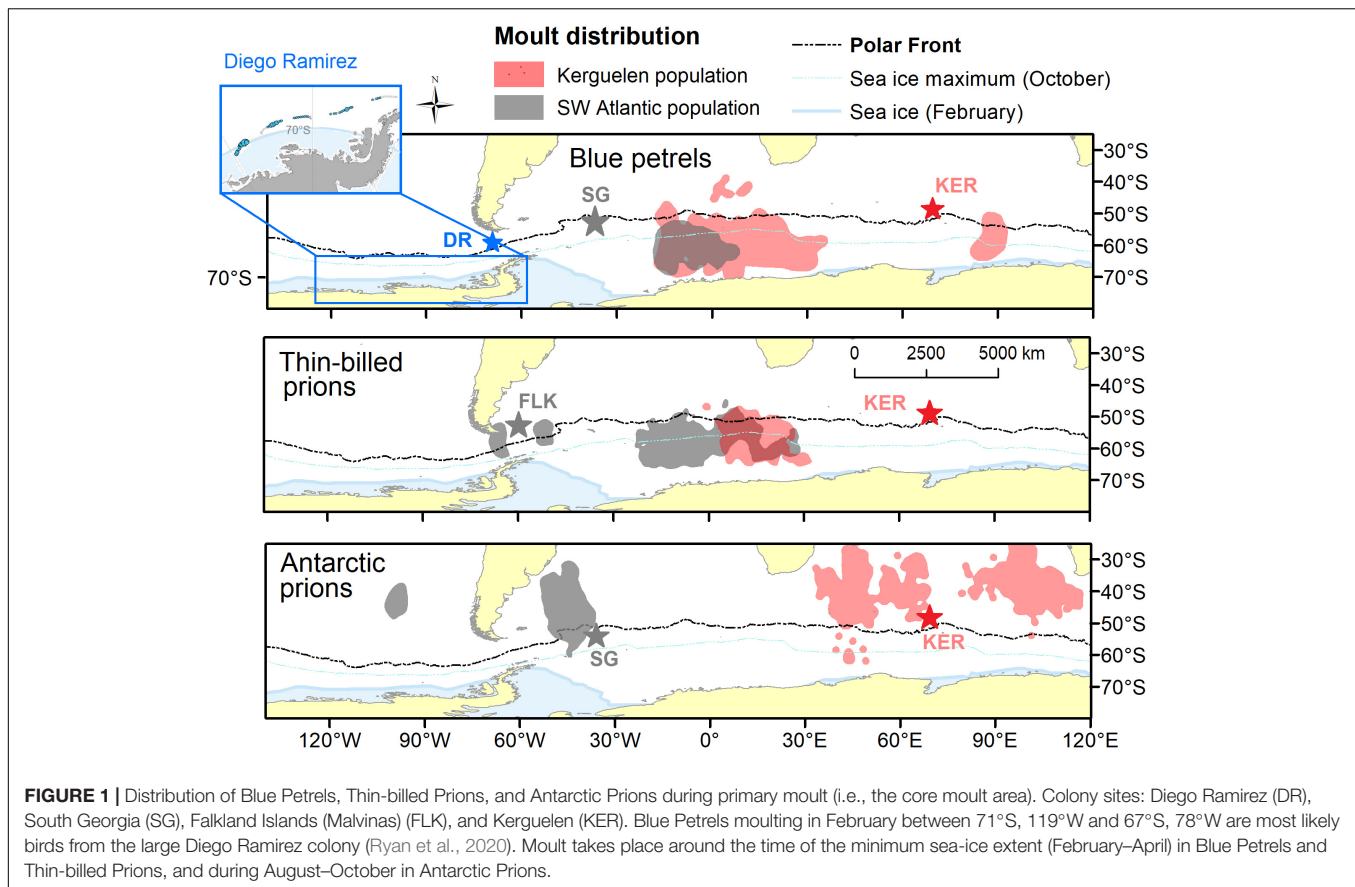 Moult distribution
Kerguelen population
SW Atlantic population
Polar Front
Sea ice maximum (October)
Sea ice (February)
Diego Ramirez
N
70°S
Blue petrels
SG
KER
DR
70°S
30°S
40°S
50°S
60°S
70°S
Thin-billed
prions
FLK
KER
0 2500 5000 km
30°S
40°S
50°S
60°S
70°S
Antarctic
prions
SG
KER
30°S
40°S
50°S
60°S
70°S
120°W 90°W 60°W 30°W 0° 30°E 60°E 90°E 120°E
FIGURE 1 | Distribution of Blue Petrels, Thin-billed Prions, and Antarctic Prions during primary moult (i.e., the core moult area). Colony sites: Diego Ramirez (DR),
South Georgia (SG), Falkland Islands (Malvinas) (FLK), and Kerguelen (KER). Blue Petrels moulting in February between 71°S, 119°W and 67°S, 78°W are most likely
birds from the large Diego Ramirez colony (Ryan et al., 2020). Moult takes place around the time of the minimum sea-ice extent (February–April) in Blue Petrels and
Thin-billed Prions, and during August–October in Antarctic Prions.